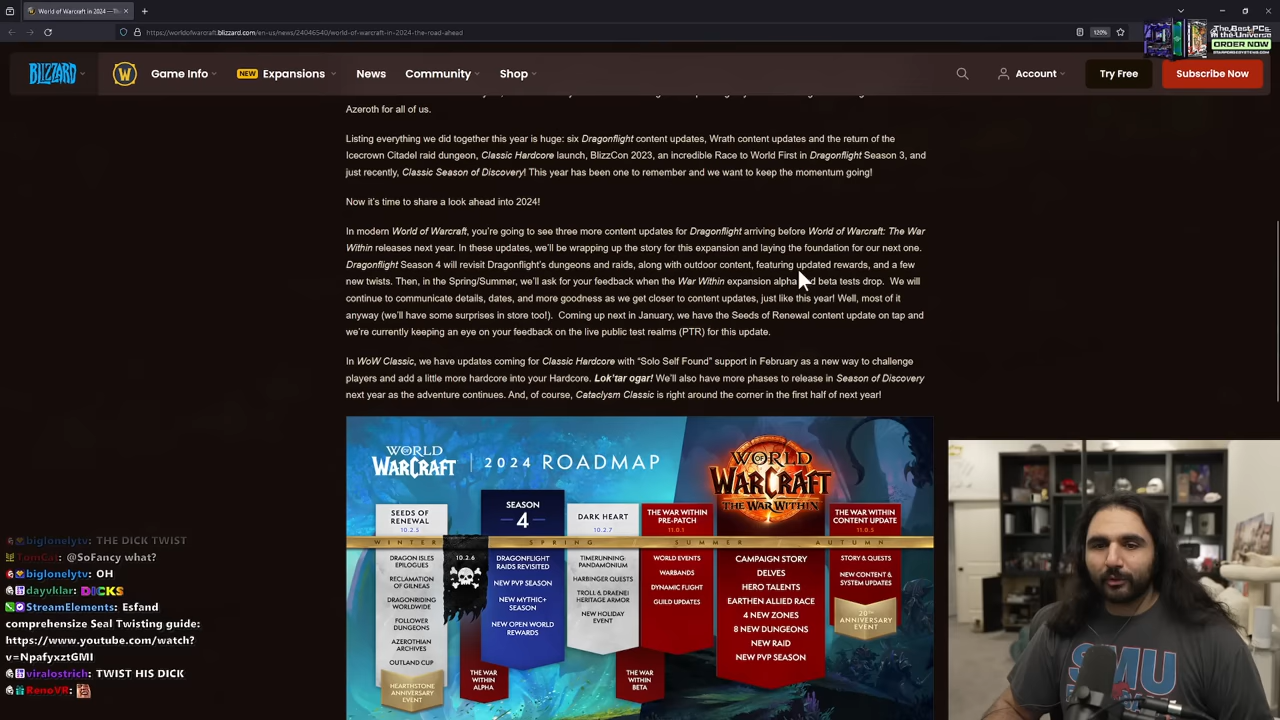 World of Warcraft in 2024 —Th
worldofwarcraft.blizzard.com/en-us/news/24046540/world-of-warcraft-in-2024-the-road-ahead
120%
The Best PCs
in the Universe
ORDER NOW
BLIZZARD
W
Game Info
NEW
Expansions
News
Community
Shop
Account
Try Free
Subscribe Now
Azeroth for all of us.
Listing everything we did together this year is huge: six Dragonflight content updates, Wrath content updates and the return of the
Icecrown Citadel raid dungeon, Classic Hardcore launch, BlizzCon 2023, an incredible Race to World First in Dragonflight Season 3, and
just recently, Classic Season of Discovery! This year has been one to remember and we want to keep the momentum going!
Now it's time to share a look ahead into 2024!
In modern World of Warcraft, you're going to see three more content updates for Dragonflight arriving before World of Warcraft: The War
Within releases next year. In these updates, we'll be wrapping up the story for this expansion and laying the foundation for our next one.
Dragonflight Season 4 will revisit Dragonflight's dungeons and raids, along with outdoor content, featuring updated rewards, and a few
new twists. Then, in the Spring/Summer, we'll ask for your feedback when the War Within expansion alpha and beta tests drop. We will
continue to communicate details, dates, and more goodness as we get closer to content updates, just like this year! Well, most of it
anyway (we'll have some surprises in store too!). Coming up next in January, we have the Seeds of Renewal content update on tap and
we're currently keeping an eye on your feedback on the live public test realms (PTR) for this update.
In WoW Classic, we have updates coming for Classic Hardcore with "Solo Self Found" support in February as a new way to challenge
players and add a little more hardcore into your Hardcore. Lok'tar ogar! We'll also have more phases to release in Season of Discovery
next year as the adventure continues. And, of course, Cataclysm Classic is right around the corner in the first half of next year!
WORLD OF WARCRAFT
2024 ROADMAP
WORLD OF WARCRAFT
THE WAR WITHIN
SEEDS OF
RENEWAL
10.2.5
SEASON
4
DARK HEART
10.2.7
THE WAR WITHIN
PRE-PATCH
11.0.1
THE WAR WITHIN
CONTENT UPDATE
11.0.5
WINTER
SPRING
SUMMER
AUTUMN
DRAGON ISLES
EPILOGUES
RECLAMATION
OF GILNEAS
DRAGONRIDING
WORLDWIDE
FOLLOWER
DUNGEONS
AZEROTHIAN
ARCHIVES
OUTLAND CUP
HEARTHSTONE
ANNIVERSARY
EVENT
10.2.6
THE WAR
WITHIN
ALPHA
DRAGONFLIGHT
RAIDS REVISITED
NEW PVP SEASON
NEW MYTHIC+
SEASON
NEW OPEN WORLD
REWARDS
TIMERUNNING:
PANDAMONIUM
HARBINGER QUESTS
TROLL & DRAENEI
HERITAGE ARMOR
NEW HOLIDAY
EVENT
THE WAR
WITHIN
BETA
WORLD EVENTS
WARBANDS
DYNAMIC FLIGHT
GUILD UPDATES
CAMPAIGN STORY
DELVES
HERO TALENTS
EARTHEN ALLIED RACE
4 NEW ZONES
8 NEW DUNGEONS
NEW RAID
NEW PVP SEASON
STORY & QUESTS
NEW CONTENT &
SYSTEM UPDATES
20TH
ANNIVERSARY
EVENT
biglonelytv: THE DICK TWIST
TomCat: @SoFancy what?
biglonelytv: OH
dayvklar: DICKS
StreamElements: Esfand
comprehensize Seal Twisting guide:
https://www.youtube.com/watch?
v=NpafyxztGMI
viralostrich: TWIST HIS DICK
RenoVR:
SMU